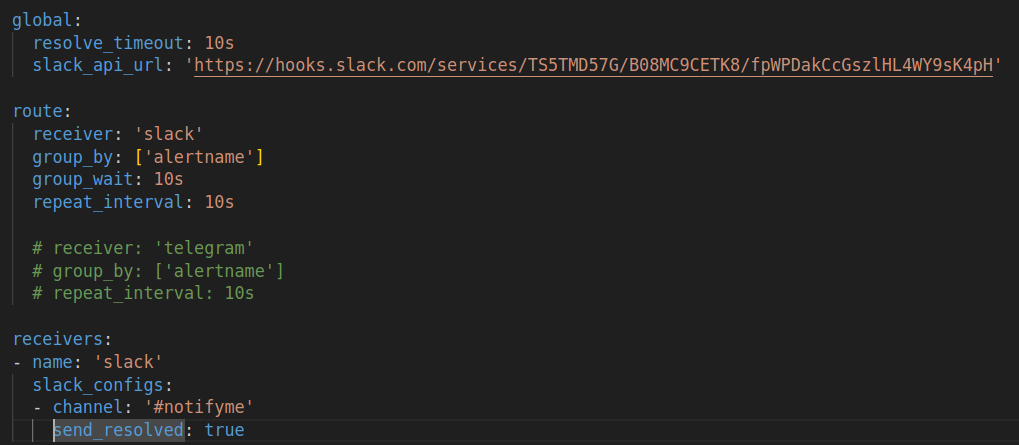 global:
  resolve_timeout: 10s
  slack_api_url: 'https://hooks.slack.com/services/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'
route:
  receiver: 'slack'
  group_by: ['alertname']
  group_wait: 10s
  repeat_interval: 10s
  # receiver: 'telegram'
  # group_by: ['alertname']
  # repeat_interval: 10s
receivers:
- name: 'slack'
  slack_configs:
  - channel: '#notifyme'
    send_resolved: true